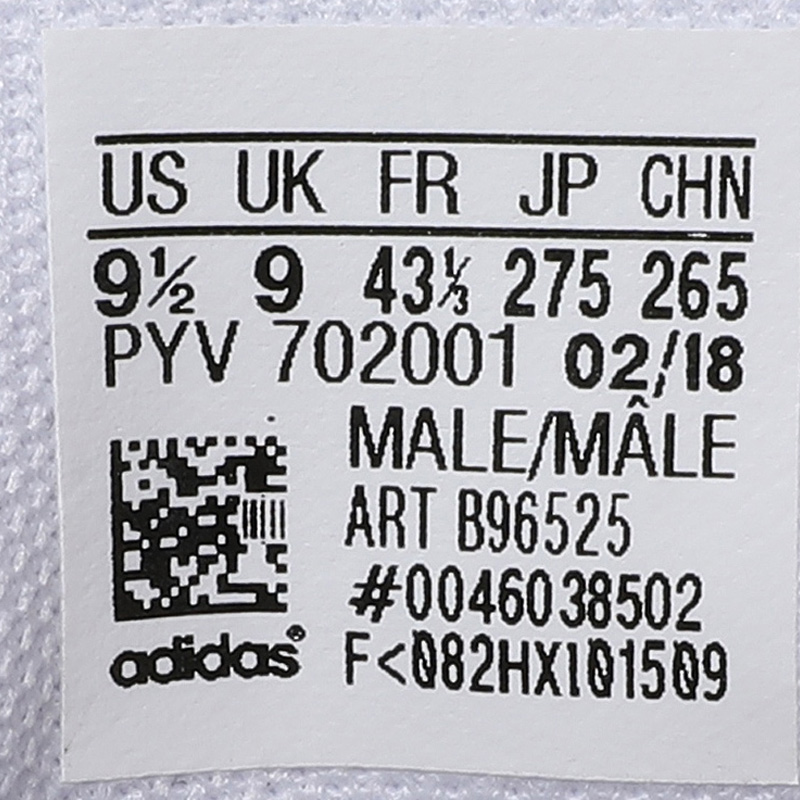 US UK FR JP CHN
9½ 9 43⅓ 275 265
PYV 702001 02/18
MALE/MÂLE
ART B96525
#0046038502
F<082HX101509
adidas®